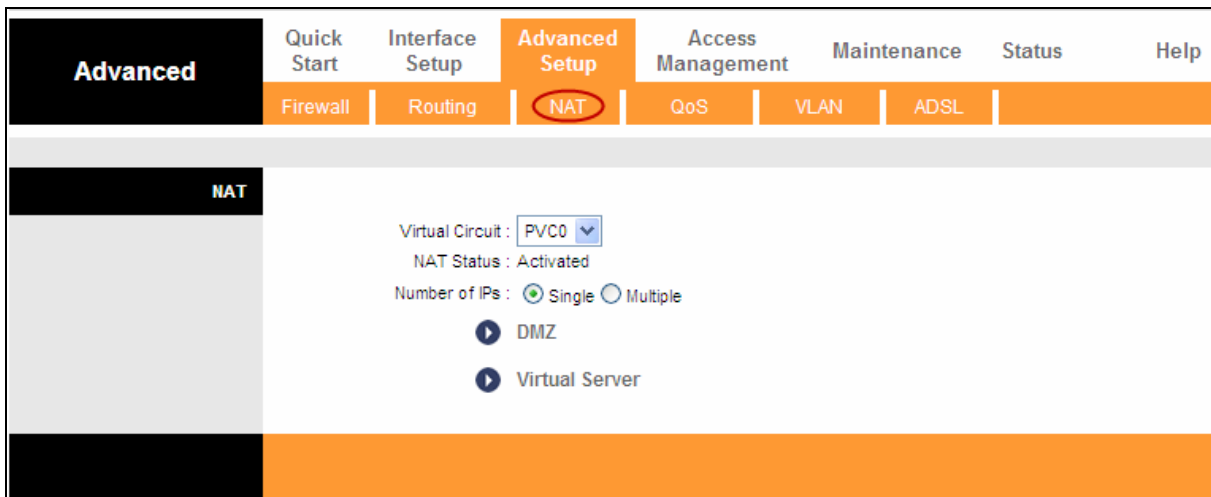 Advanced
Quick Start
Interface Setup
Advanced Setup
Access Management
Maintenance
Status
Help
Firewall
Routing
NAT
QoS
VLAN
ADSL
NAT
Virtual Circuit : PVC0
NAT Status : Activated
Number of IPs : Single Multiple
DMZ
Virtual Server